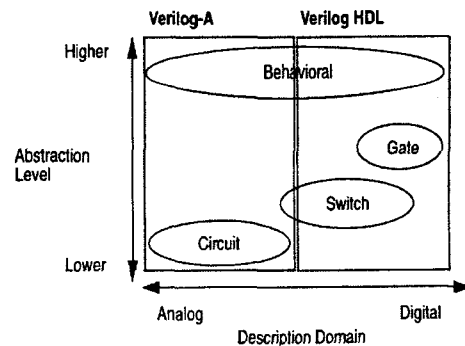 Verilog-A Verilog HDL
Higher
Behavioral
Gate
Abstraction
Level
Switch
Circuit
Lower
Analog Digital
Description Domain